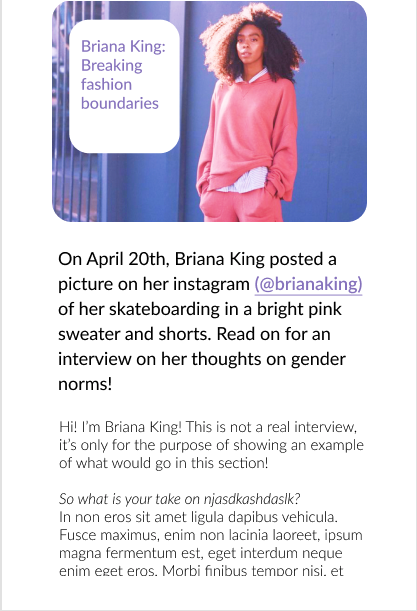 Briana King:
Breaking
fashion
boundaries
On April 20th, Briana King posted a
picture on her instagram (@brianaking)
of her skateboarding in a bright pink
sweater and shorts. Read on for an
interview on her thoughts on gender
norms!
Hi! I'm Briana King! This is not a real interview,
it's only for the purpose of showing an example
of what would go in this section!
So what is your take on njasdkashdaslk?
In non eros sit amet ligula dapibus vehicula.
Fusce maximus, enim non lacinia laoreet, ipsum
magna fermentum est, eget interdum neque
enim eget eros. Morbi finibus tempor nisi, et